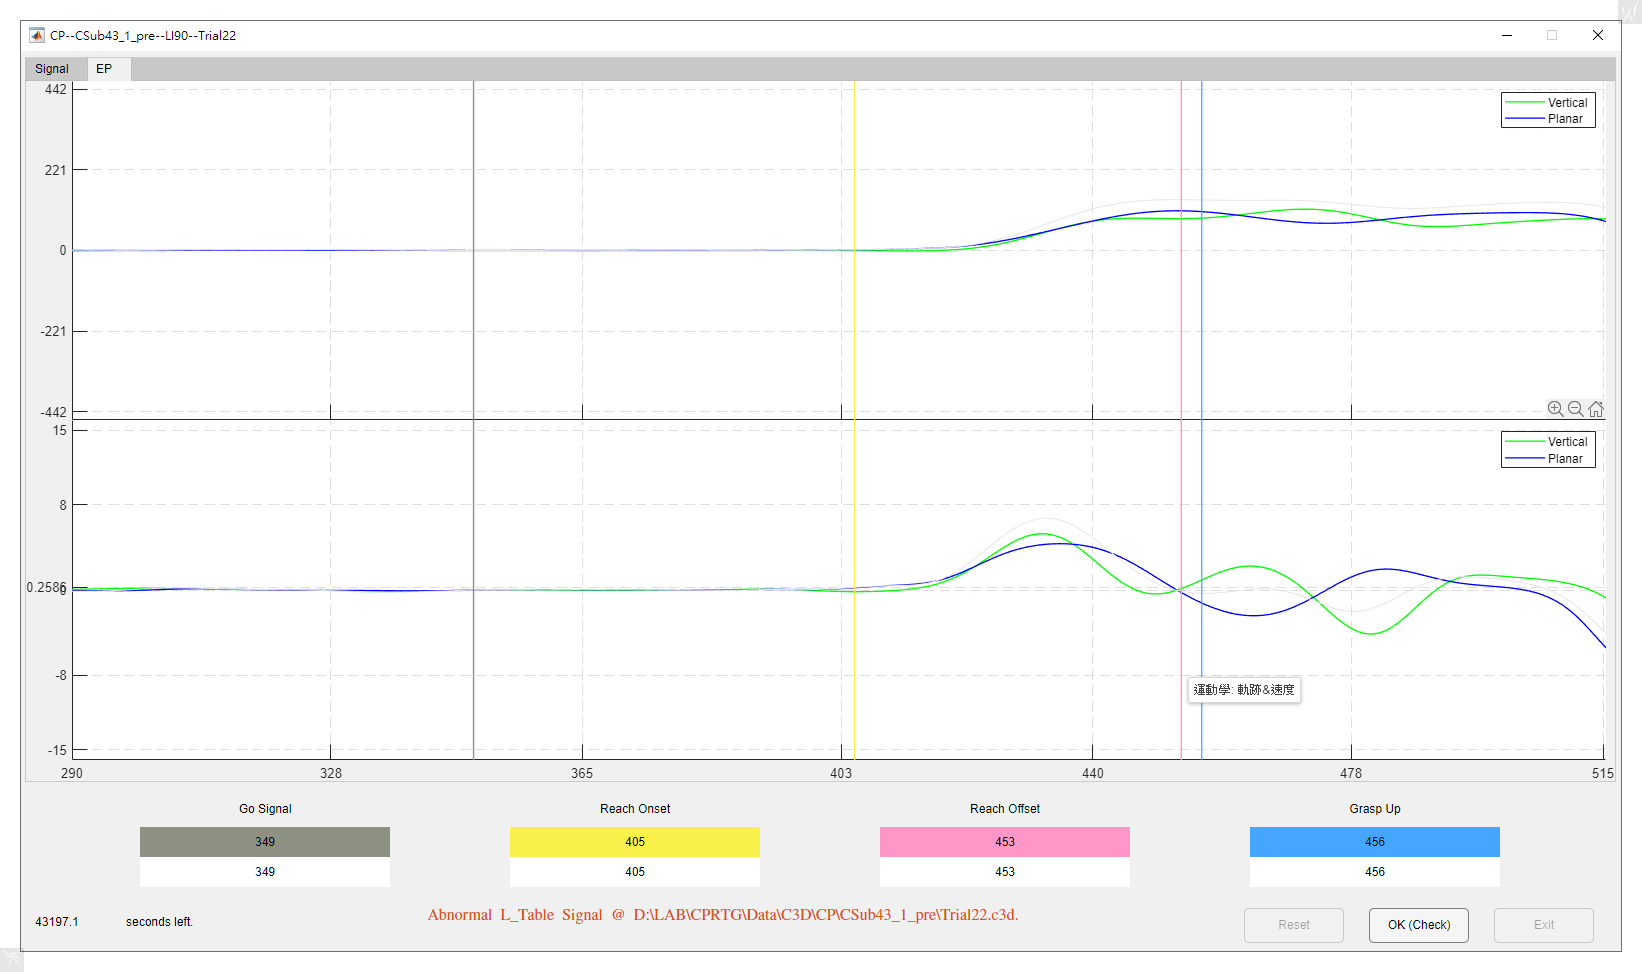 CP--CSub43_1_pre--LI90--Trial22
Signal
EP
442
221
0
-221
-442
Vertical
Planar
15
8
0.2586
0
-8
-15
Vertical
Planar
運動學: 軌跡&速度
290
328
365
403
440
478
515
Go Signal
Reach Onset
Reach Offset
Grasp Up
349
405
453
456
349
405
453
456
43197.1
seconds left.
Abnormal L_Table Signal @ D:\LAB\CPRTG\Data\C3D\CP\CSub43_1_pre\Trial22.c3d.
Reset
OK (Check)
Exit